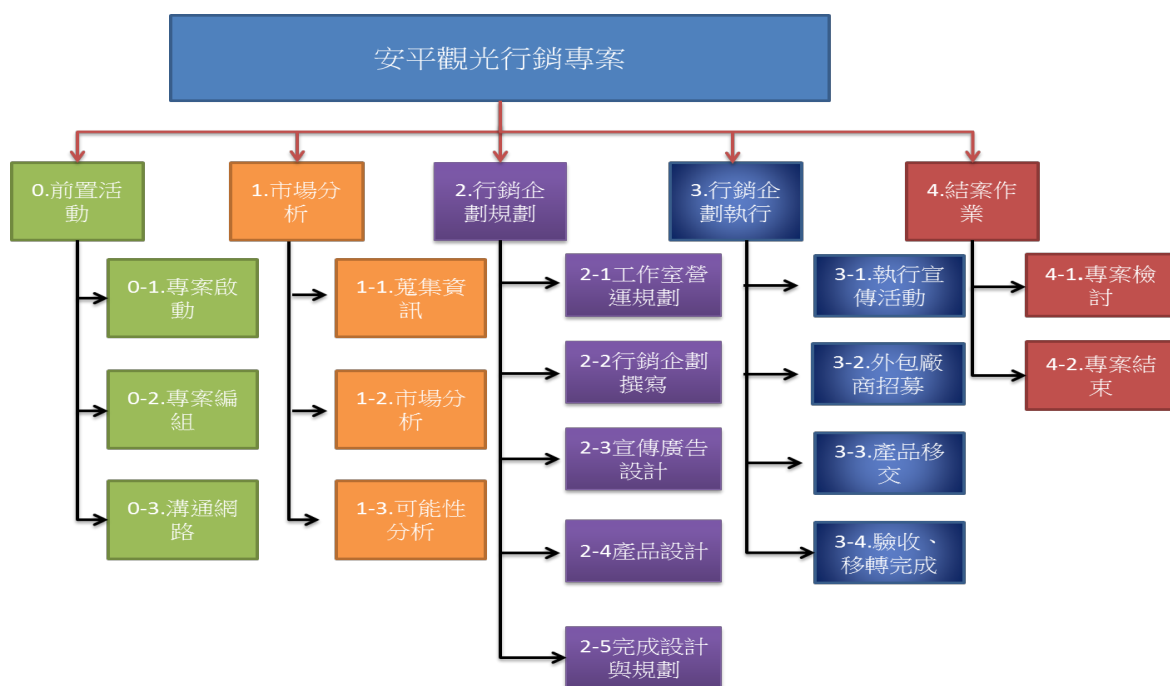 安平觀光行銷專案
0.前置活
動
0-1.專案啟
動
0-2.專案編
組
0-3.溝通網
路
1.市場分
析
1-1.蒐集資
訊
1-2.市場分
析
1-3.可能性
分析
2.行銷企
劃規劃
2-1工作室營
運規劃
2-2行銷企劃
撰寫
2-3宣傳廣告
設計
2-4產品設計
2-5完成設計
與規劃
3.行銷企
劃執行
3-1.執行宣
傳活動
3-2.外包廠
商招募
3-3.產品移
交
3-4.驗收、
移轉完成
4.結案作
業
4-1.專案檢
討
4-2.專案結
束